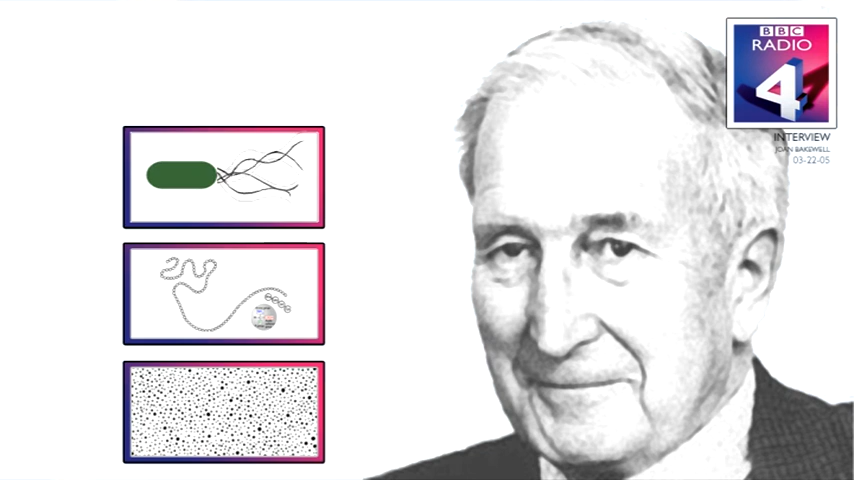 BBC
RADIO
4
INTERVIEW
JOAN BAKEWELL
03-22-05